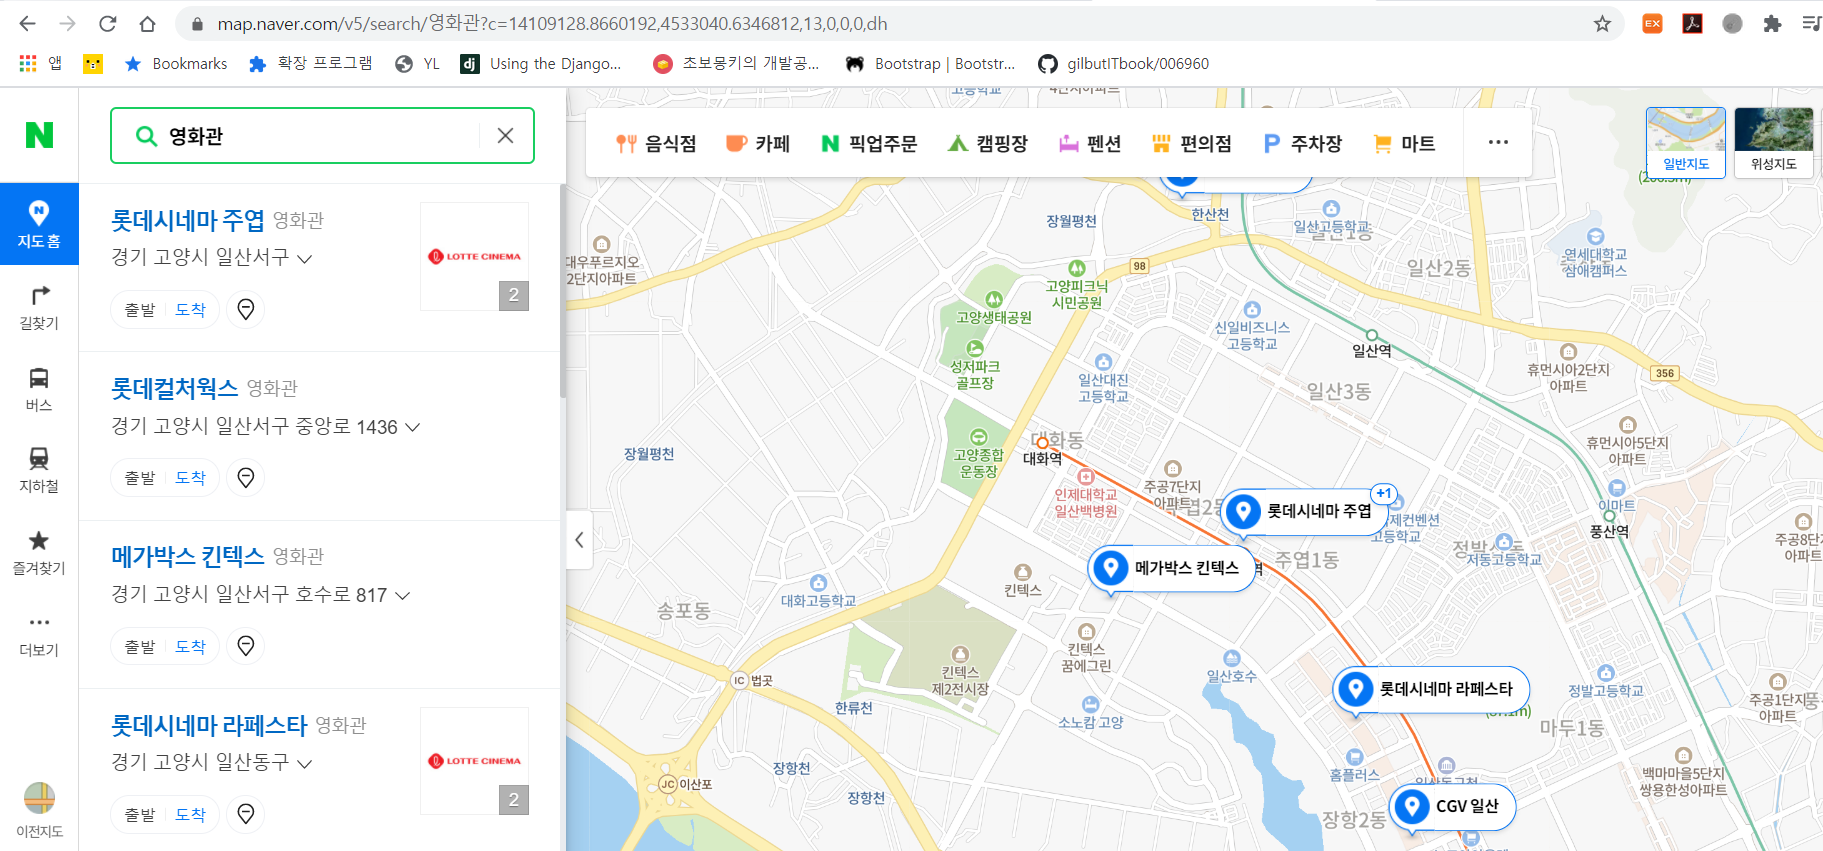 map.naver.com/v5/search/영화관?c=14109128.8660192,4533040.6346812,13,0,0,0,dh
EX
앱
Bookmarks
확장 프로그램
YL
dj
Using the Django...
초보몽키의 개발공...
Bootstrap | Bootstr...
gilbutITbook/006960
N
영화관
지도 홈
길찾기
버스
지하철
즐겨찾기
더보기
이전지도
롯데시네마 주엽 영화관
경기 고양시 일산서구
출발 도착
LOTTE CINEMA
2
롯데컬처웍스 영화관
경기 고양시 일산서구 중앙로 1436
출발 도착
메가박스 킨텍스 영화관
경기 고양시 일산서구 호수로 817
출발 도착
롯데시네마 라페스타 영화관
경기 고양시 일산동구
출발 도착
LOTTE CINEMA
2
음식점
카페
N 픽업주문
캠핑장
펜션
편의점
P 주차장
마트
일반지도
위성지도
장월평천
한산천
일산고등학교
일산2동
연세대학교
삼애캠퍼스
대우푸르지오
2단지아파트
98
고양피크닉
시민공원
고양생태공원
신일비즈니스
고등학교
일산역
성저파크
골프장
일산대진
고등학교
일산3동
휴먼시아2단지
아파트
356
대화동
대화역
고양종합
운동장
장월평천
휴먼시아5단지
아파트
인제대학교
일산백병원
주공7단지
아파트
+1
롯데시네마 주엽
이마트
풍산역
메가박스 킨텍스
주엽1동
저동고등학교
주공8단지
아파트
킨텍스
대화고등학교
송포동
킨텍스
꿈에그린
킨텍스
제2전시장
일산호수
IC 법곳
한류천
소노캄 고양
롯데시네마 라페스타
정발고등학교
주공1단지
아파트
마두1동
장항천
JC 이산포
장항천
홈플러스
백마마을5단지
쌍용한성아파트
CGV 일산
장항2동